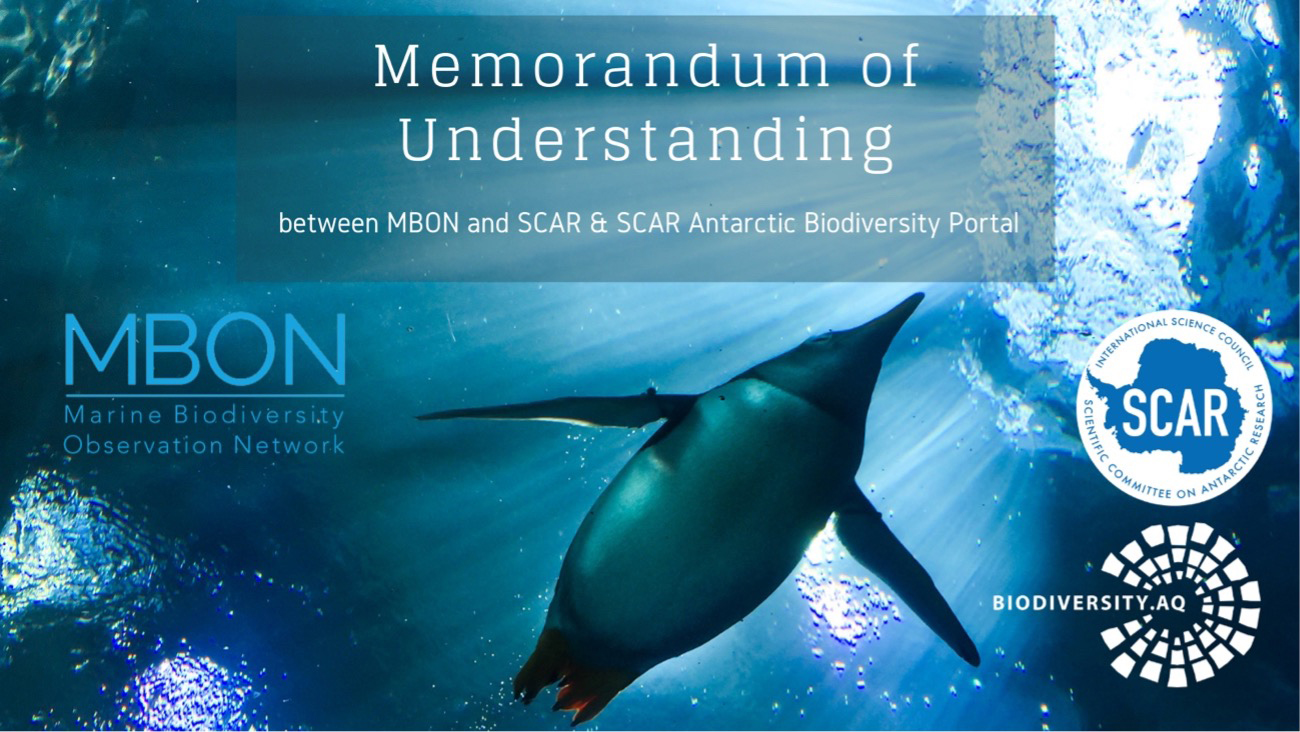 Memorandum of
Understanding
between MBON and SCAR & SCAR Antarctic Biodiversity Portal
MBON
Marine Biodiversity
Observation Network
INTERNATIONAL SCIENCE COUNCIL
SCAR
SCIENTIFIC COMMITTEE ON ANTARCTIC RESEARCH
BIODIVERSITY.AQ